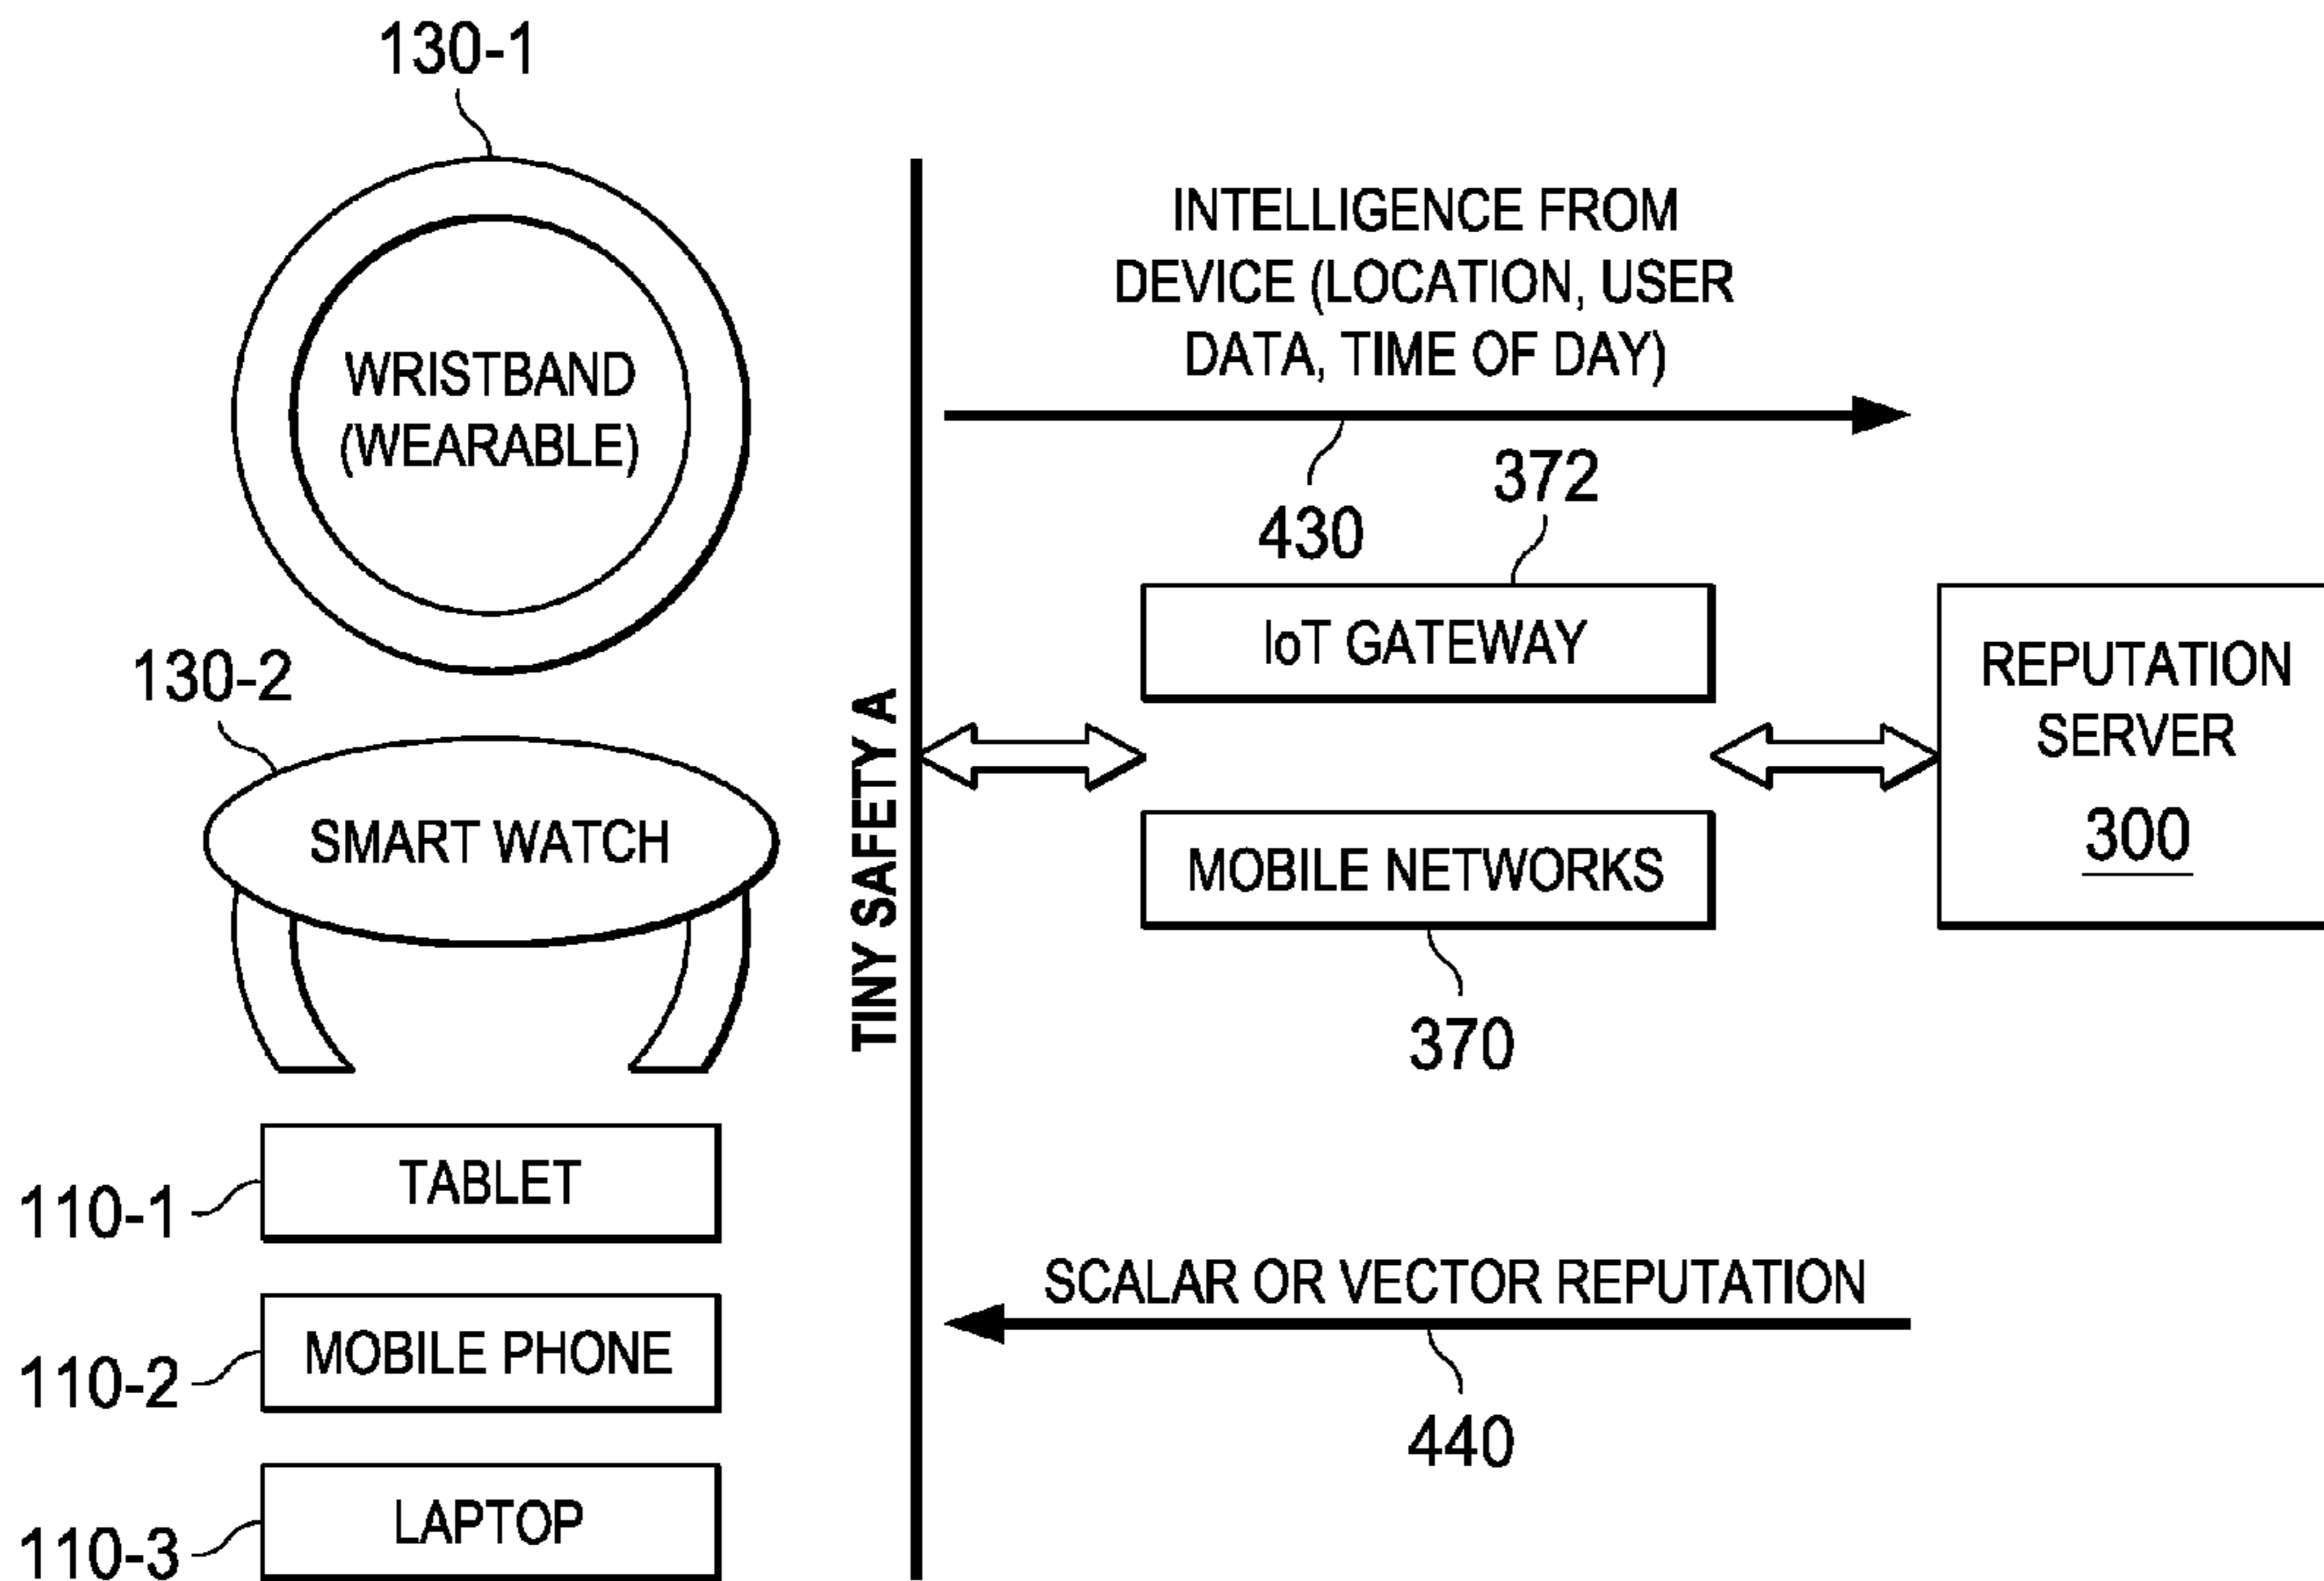 130-1
WRISTBAND
(WEARABLE)
130-2
SMART WATCH
110-1
TABLET
110-2
MOBILE PHONE
110-3
LAPTOP
TINY SAFETY A
INTELLIGENCE FROM
DEVICE (LOCATION, USER
DATA, TIME OF DAY)
430
372
IoT GATEWAY
MOBILE NETWORKS
370
REPUTATION
SERVER
300
SCALAR OR VECTOR REPUTATION
440